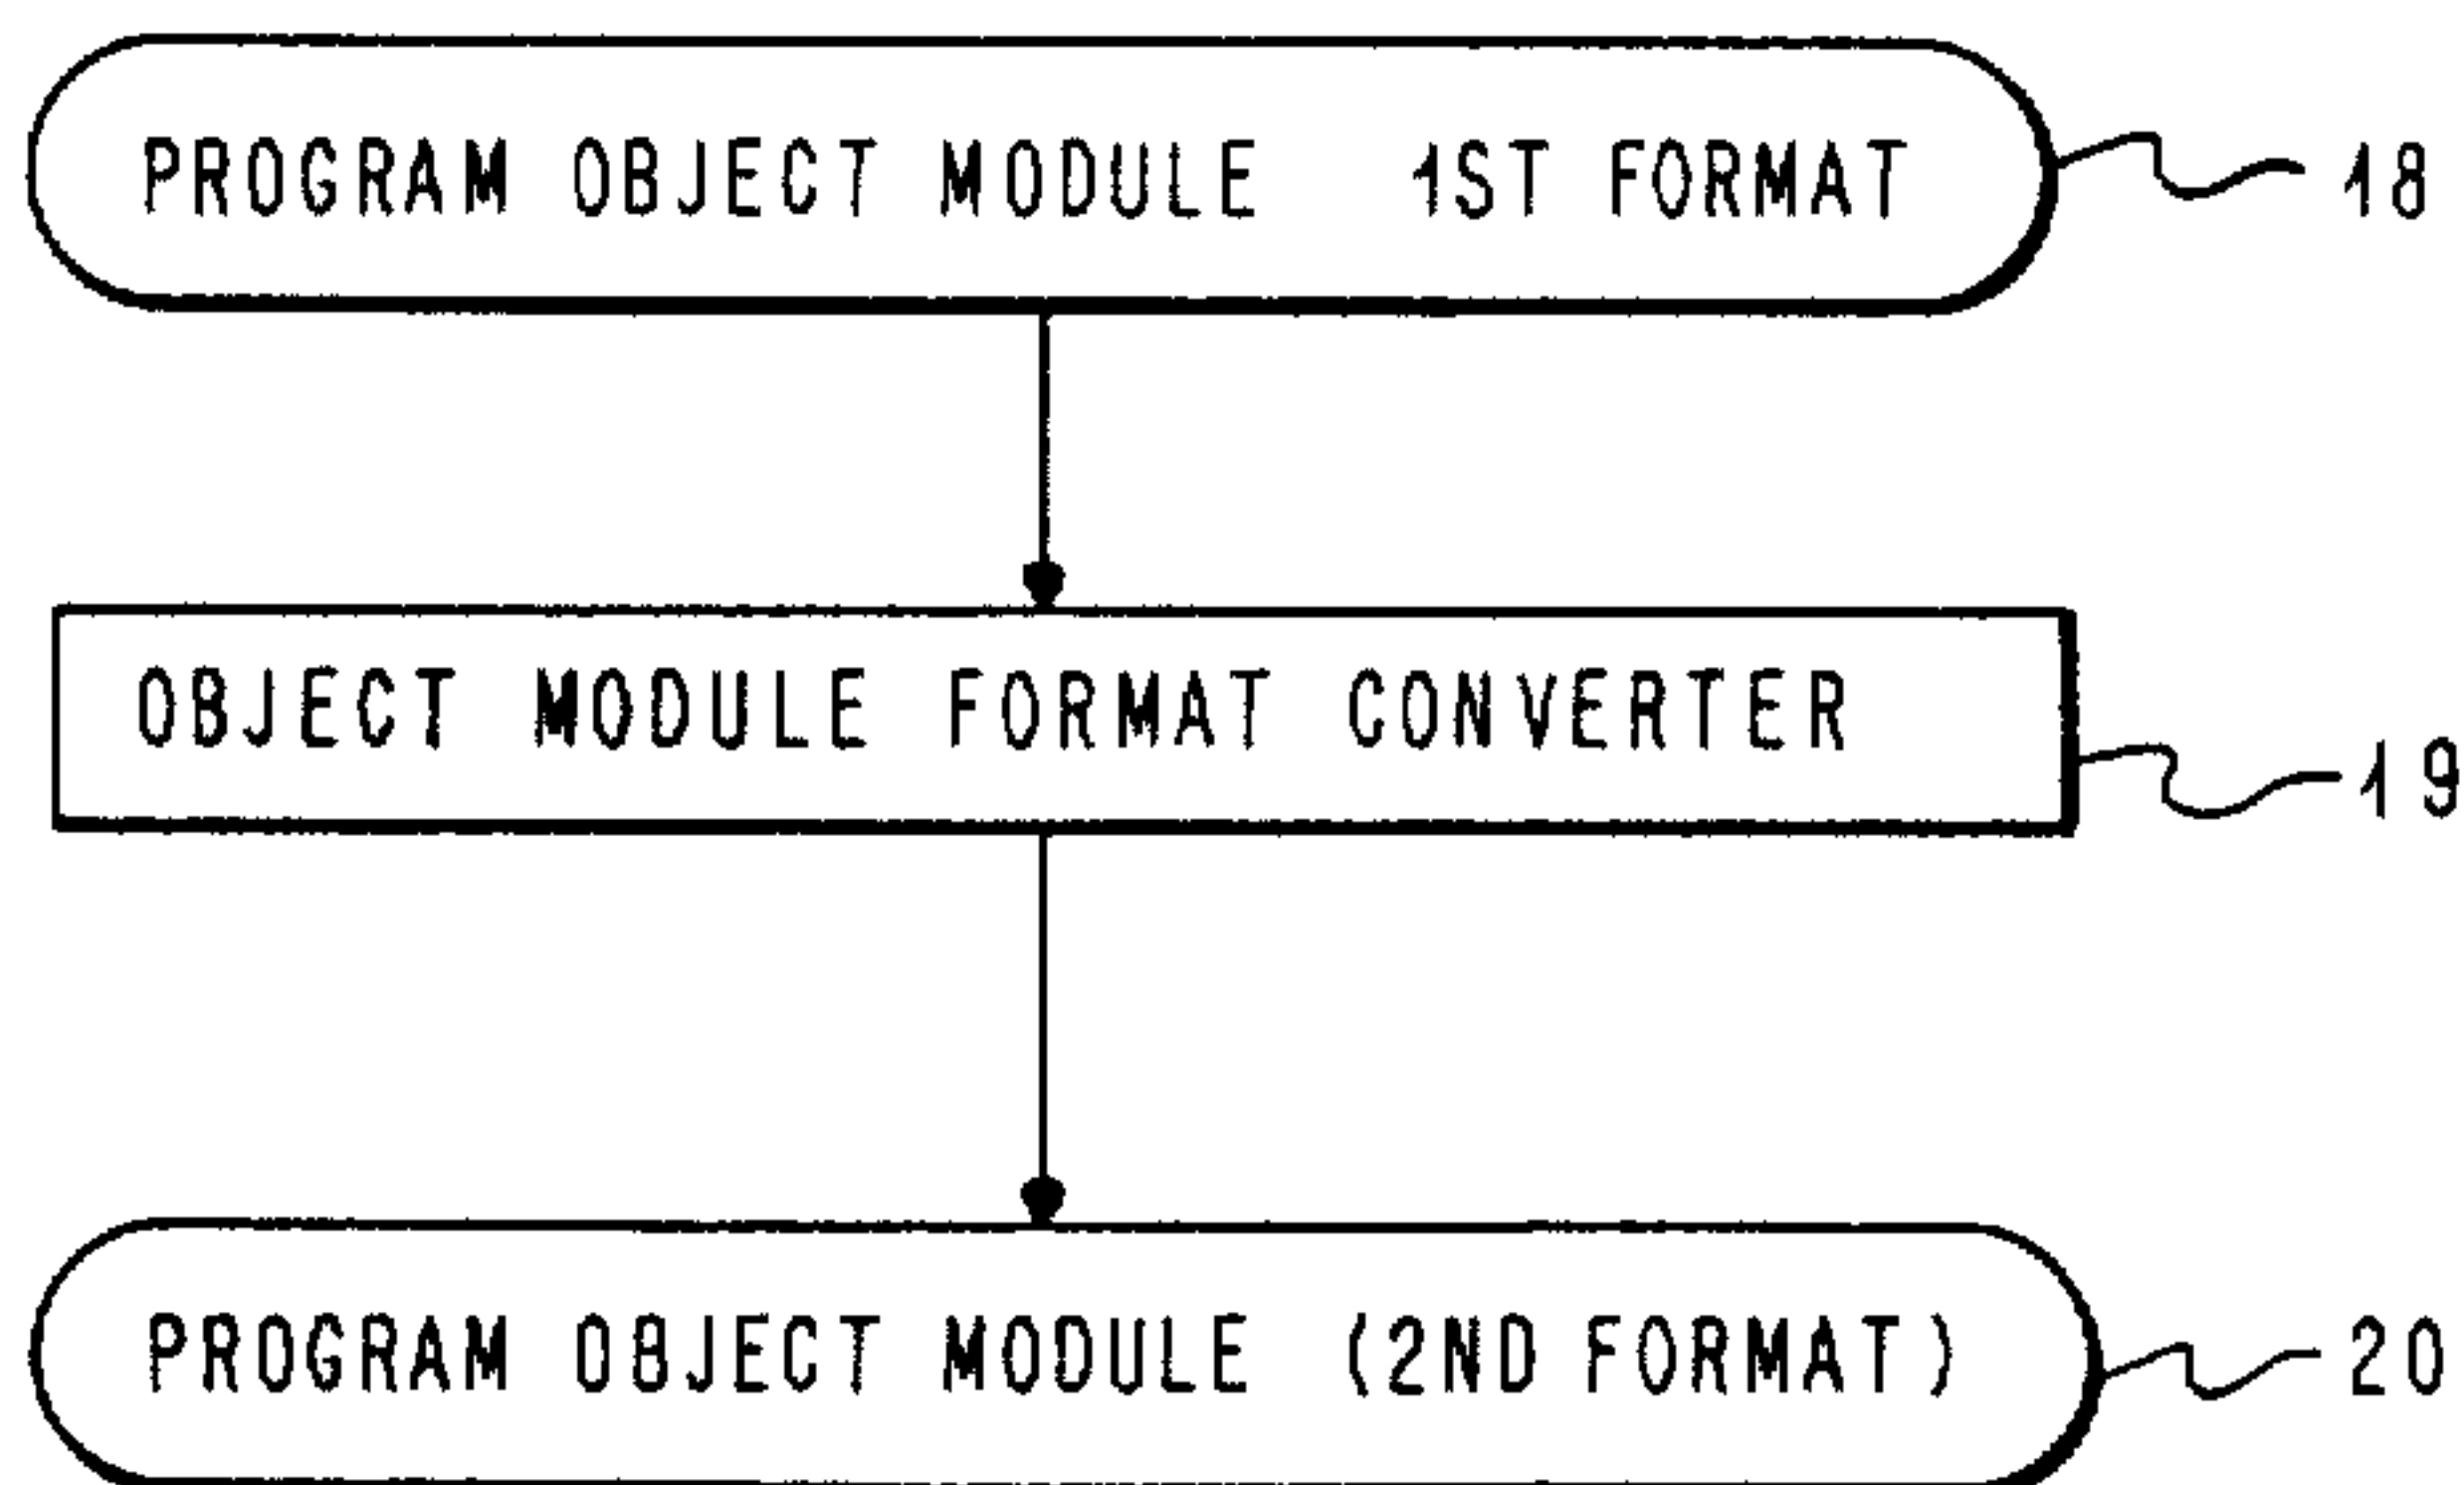 PROGRAM OBJECT MODULE 1ST FORMAT 18
OBJECT MODULE FORMAT CONVERTER 19
PROGRAM OBJECT MODULE (2ND FORMAT) 20